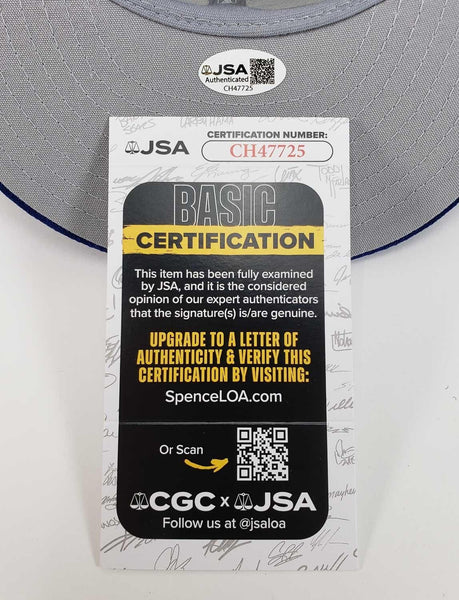 JSA
Authenticated
CH47725
JSA
CERTIFICATION NUMBER:
CH47725
BASIC
CERTIFICATION
This item has been fully examined
by JSA, and it is the considered
opinion of our expert authenticators
that the signature(s) is/are genuine.
UPGRADE TO A LETTER OF
AUTHENTICITY & VERIFY THIS
CERTIFICATION BY VISITING:
SpenceLOA.com
Or Scan
CGC x JSA
Follow us at @jsaloa